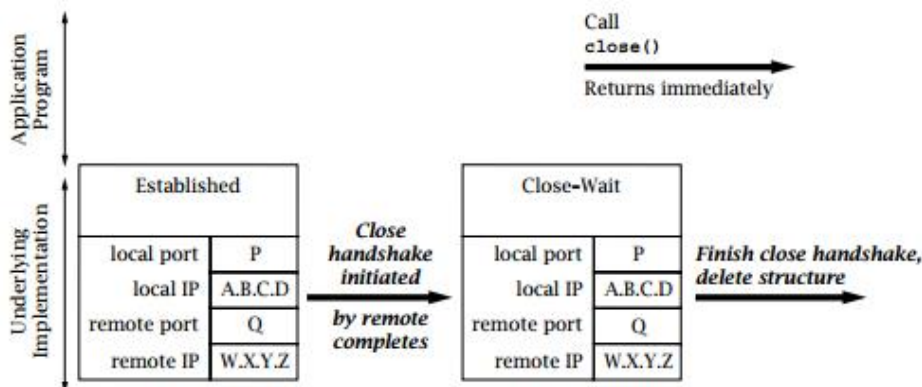 Application
Program
Call
close()
Returns immediately
Underlying
Implementation
Established
local port P
local IP A.B.C.D
remote port Q
remote IP W.X.Y.Z
Close
handshake
initiated
by remote
completes
Close-Wait
local port P
local IP A.B.C.D
remote port Q
remote IP W.X.Y.Z
Finish close handshake,
delete structure